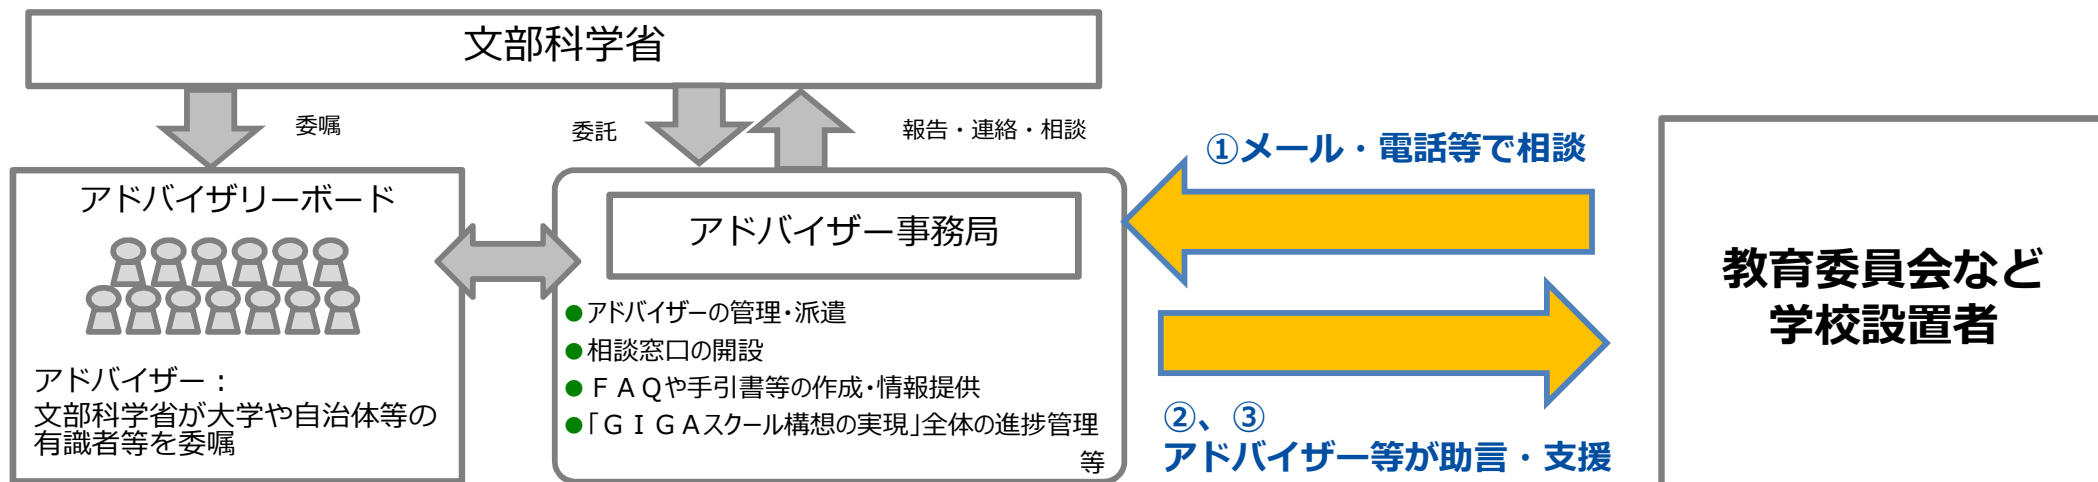 文部科学省
委嘱
委託
報告・連絡・相談
アドバイザリーボード
アドバイザー：
文部科学省が大学や自治体等の
有識者等を委嘱
アドバイザー事務局
●アドバイザーの管理・派遣
●相談窓口の開設
●ＦＡＱや手引書等の作成・情報提供
●「ＧＩＧＡスクール構想の実現」全体の進捗管理
等
①メール・電話等で相談
②、③
アドバイザー等が助言・支援
教育委員会など
学校設置者